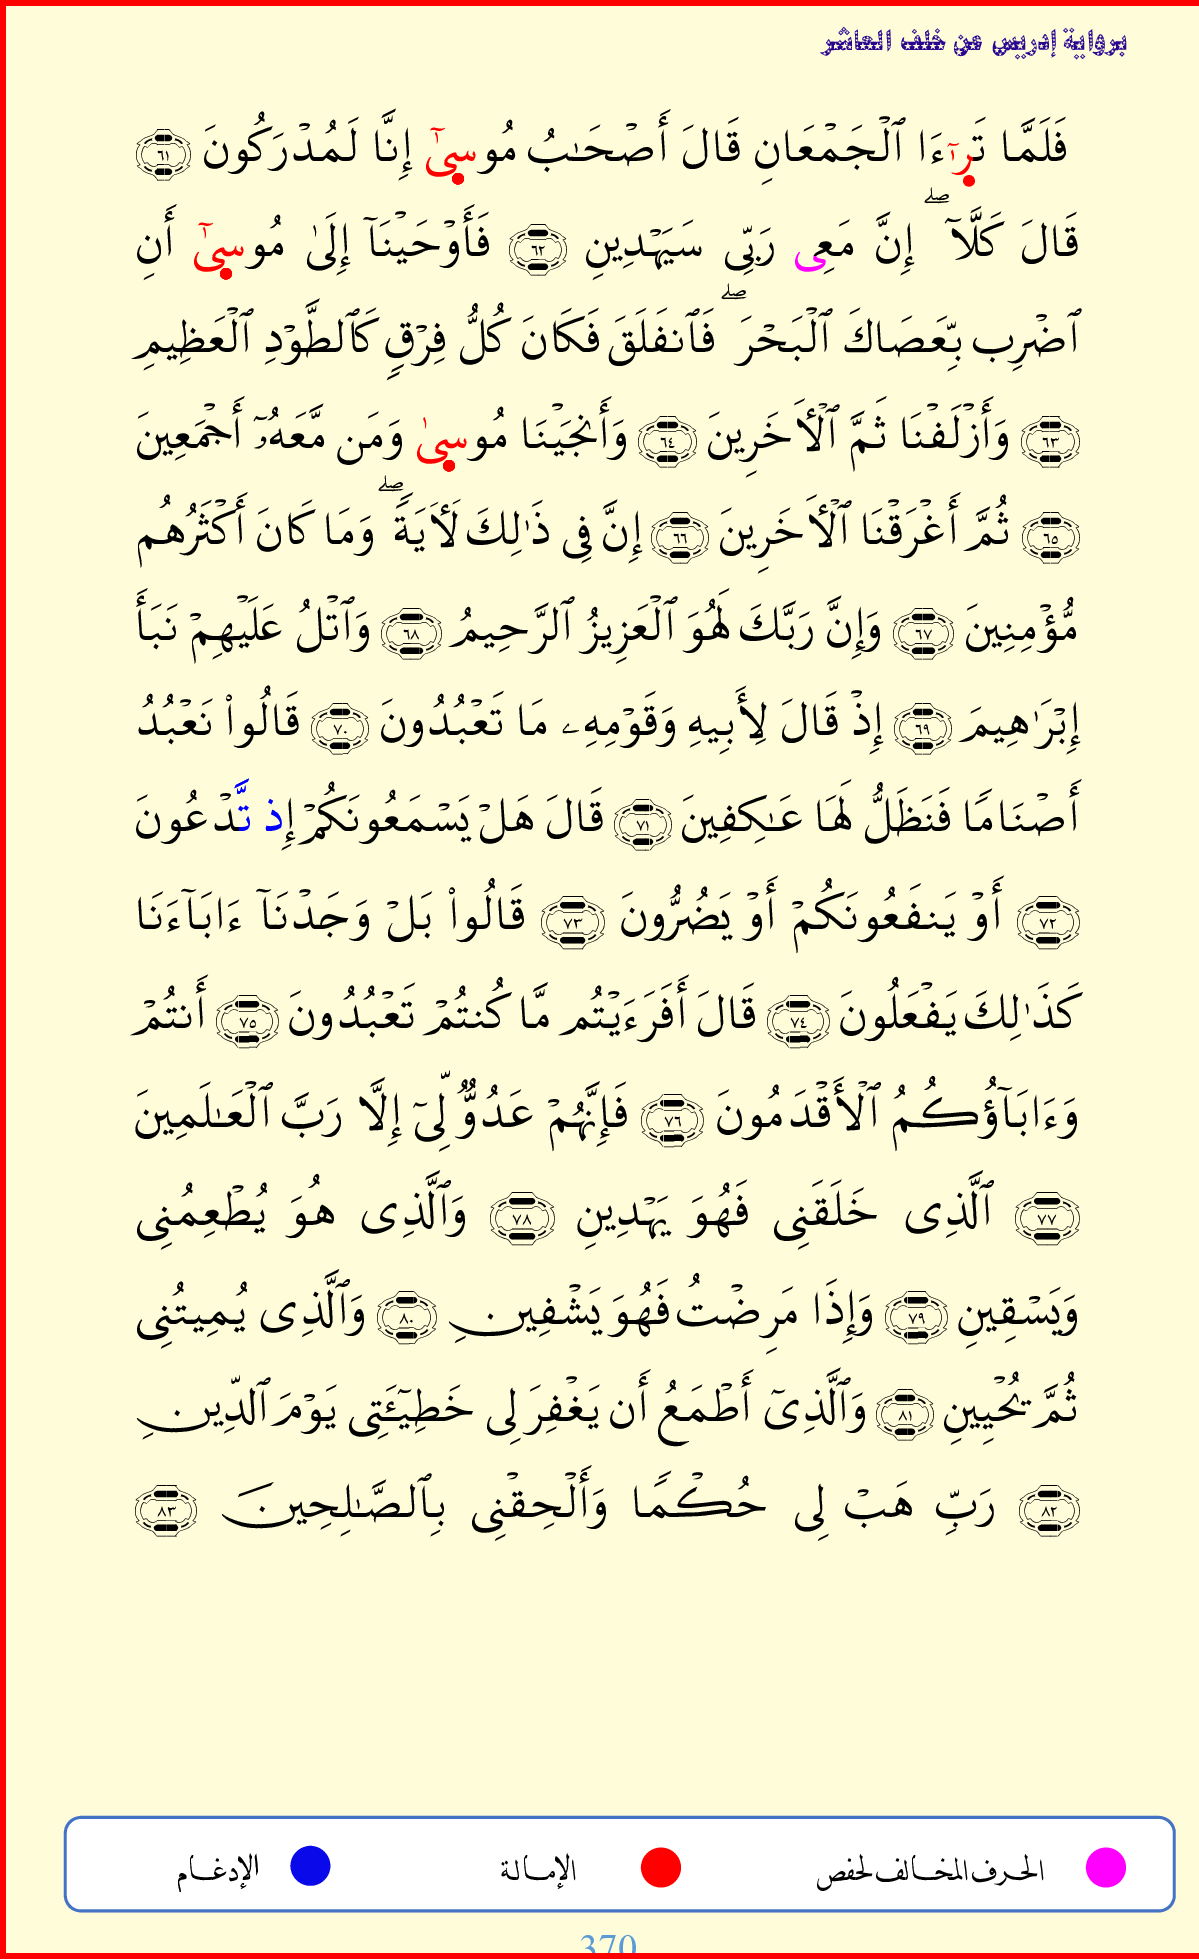 برواية إدريس عن خلف العاشر
فَلَمَّا تَرِٰٓءَا ٱلۡجَمۡعَانِ قَالَ أَصۡحَٰبُ مُوسِىٰٓ إِنَّا لَمُدۡرَكُونَ ٦١
قَالَ كَلَّآۖ إِنَّ مَعِى رَبِّى سَيَهۡدِينِ ٦٢ فَأَوۡحَيۡنَآ إِلَىٰ مُوسِىٰٓ أَنِ
ٱضۡرِب بِّعَصَاكَ ٱلۡبَحۡرَۖ فَٱنفَلَقَ فَكَانَ كُلُّ فِرۡقٖ كَٱلطَّوۡدِ ٱلۡعَظِيمِ
٦٣ وَأَزۡلَفۡنَا ثَمَّ ٱلۡأٓخَرِينَ ٦٤ وَأَنجَيۡنَا مُوسِىٰ وَمَن مَّعَهُۥٓ أَجۡمَعِينَ
٦٥ ثُمَّ أَغۡرَقۡنَا ٱلۡأٓخَرِينَ ٦٦ إِنَّ فِى ذَٰلِكَ لَأٓيَةٗۖ وَمَا كَانَ أَكۡثَرُهُم
مُّؤۡمِنِينَ ٦٧ وَإِنَّ رَبَّكَ لَهُوَ ٱلۡعَزِيزُ ٱلرَّحِيمُ ٦٨ وَٱتۡلُ عَلَيۡهِمۡ نَبَأَ
إِبۡرَٰهِيمَ ٦٩ إِذۡ قَالَ لِأَبِيهِ وَقَوۡمِهِۦ مَا تَعۡبُدُونَ ٧٠ قَالُواْ نَعۡبُدُ
أَصۡنَامٗا فَنَظَلُّ لَهَا عَٰكِفِينَ ٧١ قَالَ هَلۡ يَسۡمَعُونَكُمۡ إِذ تَّدۡعُونَ
٧٢ أَوۡ يَنفَعُونَكُمۡ أَوۡ يَضُرُّونَ ٧٣ قَالُواْ بَلۡ وَجَدۡنَآ ءَابَآءَنَا
كَذَٰلِكَ يَفۡعَلُونَ ٧٤ قَالَ أَفَرَءَيۡتُم مَّا كُنتُمۡ تَعۡبُدُونَ ٧٥ أَنتُمۡ
وَءَابَآؤُكُمُ ٱلۡأَقۡدَمُونَ ٧٦ فَإِنَّهُمۡ عَدُوّٞ لِّىٓ إِلَّا رَبَّ ٱلۡعَٰلَمِينَ
٧٧ ٱلَّذِى خَلَقَنِى فَهُوَ يَهۡدِينِ ٧٨ وَٱلَّذِى هُوَ يُطۡعِمُنِى
وَيَسۡقِينِ ٧٩ وَإِذَا مَرِضۡتُ فَهُوَ يَشۡفِينِ ٨٠ وَٱلَّذِى يُمِيتُنِى
ثُمَّ يُحۡيِينِ ٨١ وَٱلَّذِىٓ أَطۡمَعُ أَن يَغۡفِرَ لِى خَطِيٓـَٔتِى يَوۡمَ ٱلدِّينِ
٨٢ رَبِّ هَبۡ لِى حُكۡمٗا وَأَلۡحِقۡنِى بِٱلصَّٰلِحِينَ ٨٣
الحرف المخالف لحفص الإمالة الإدغام
370